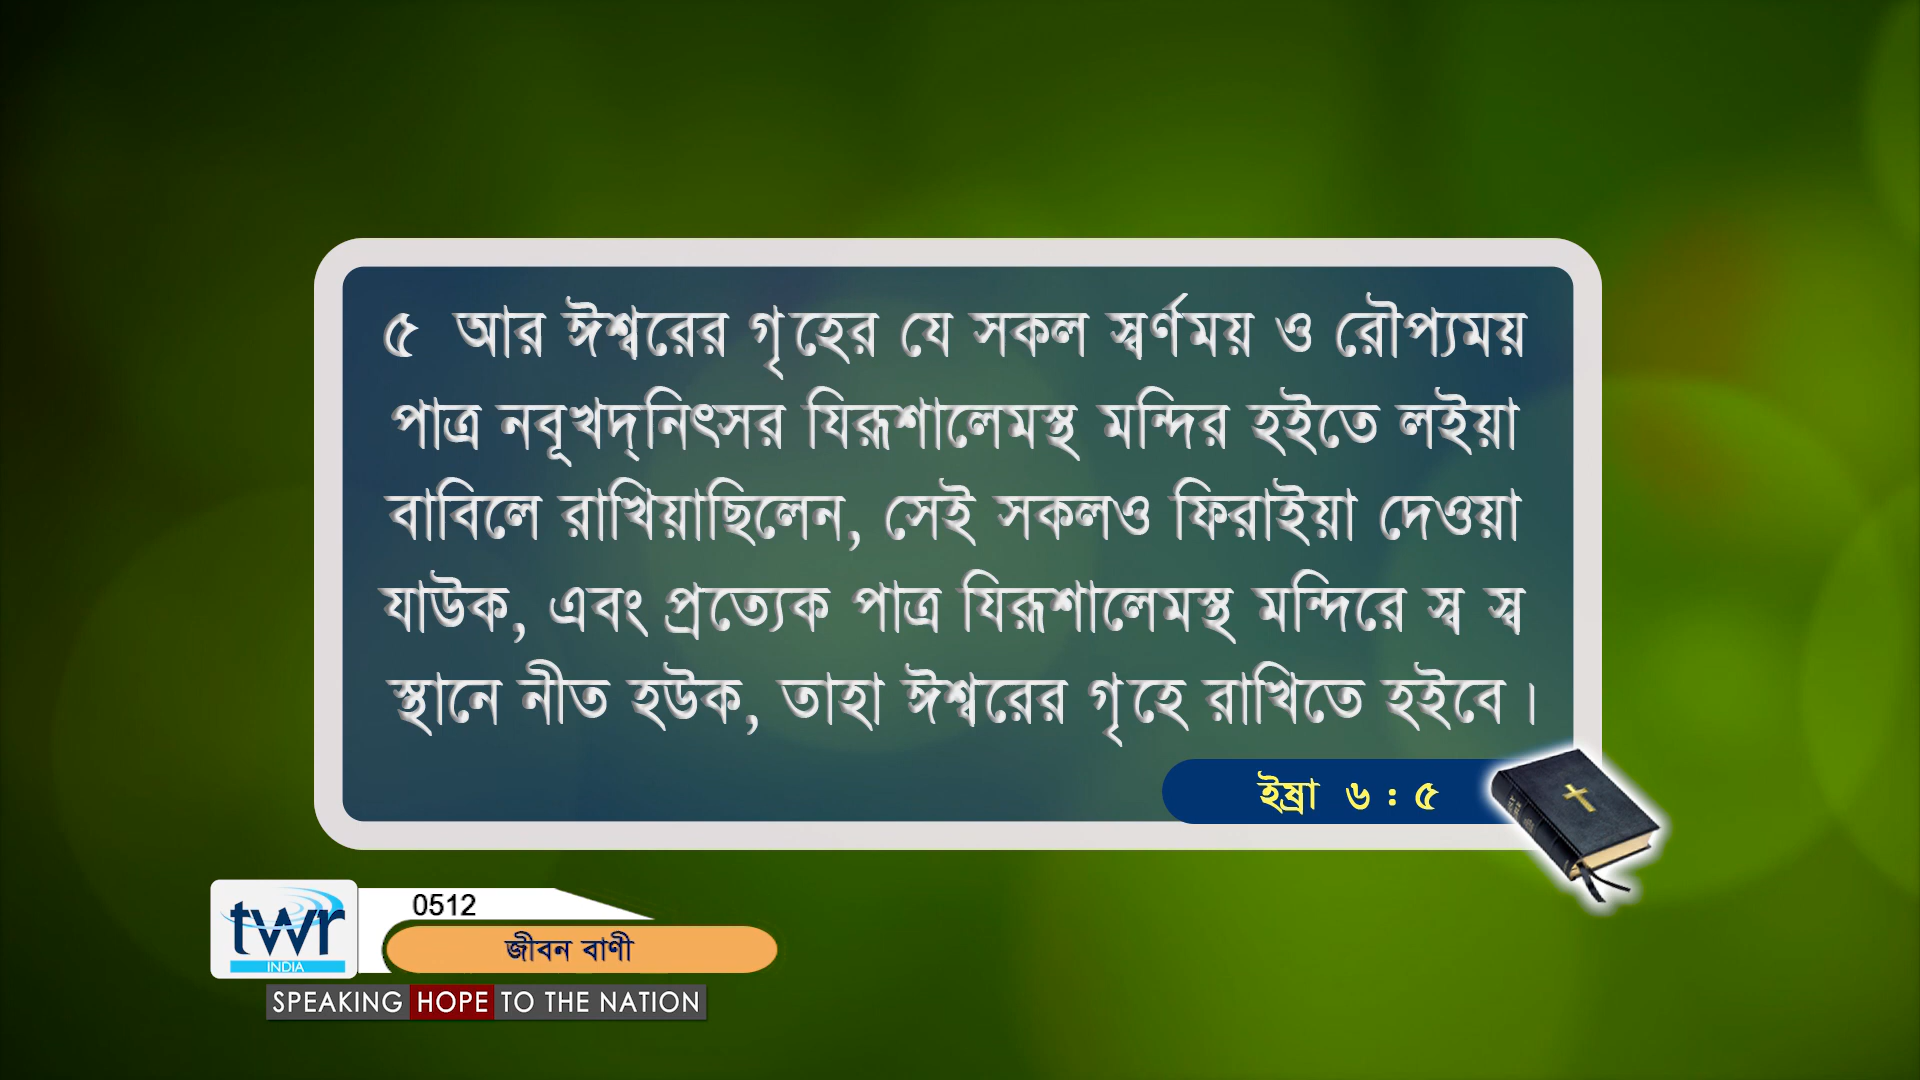 ৫ আর ঈশ্বরের গৃহের যে সকল স্বর্ণময় ও রৌপ্যময়
পাত্র নবূখদ্‌নিৎসর যিরূশালেমস্থ মন্দির হইতে লইয়া
বাবিলে রাখিয়াছিলেন, সেই সকলও ফিরাইয়া দেওয়া
যাউক, এবং প্রত্যেক পাত্র যিরূশালেমস্থ মন্দিরে স্ব স্ব
স্থানে নীত হউক, তাহা ঈশ্বরের গৃহে রাখিতে হইবে।
ইষ্রা ৬ : ৫
twr
INDIA
0512
জীবন বাণী
SPEAKING HOPE TO THE NATION